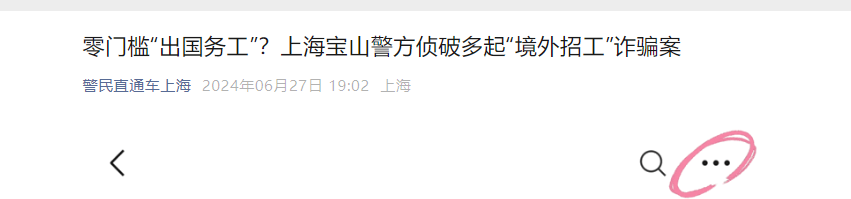 零门槛“出国务工”？上海宝山警方侦破多起“境外招工”诈骗案
警民直通车上海 2024年06月27日 19:02 上海